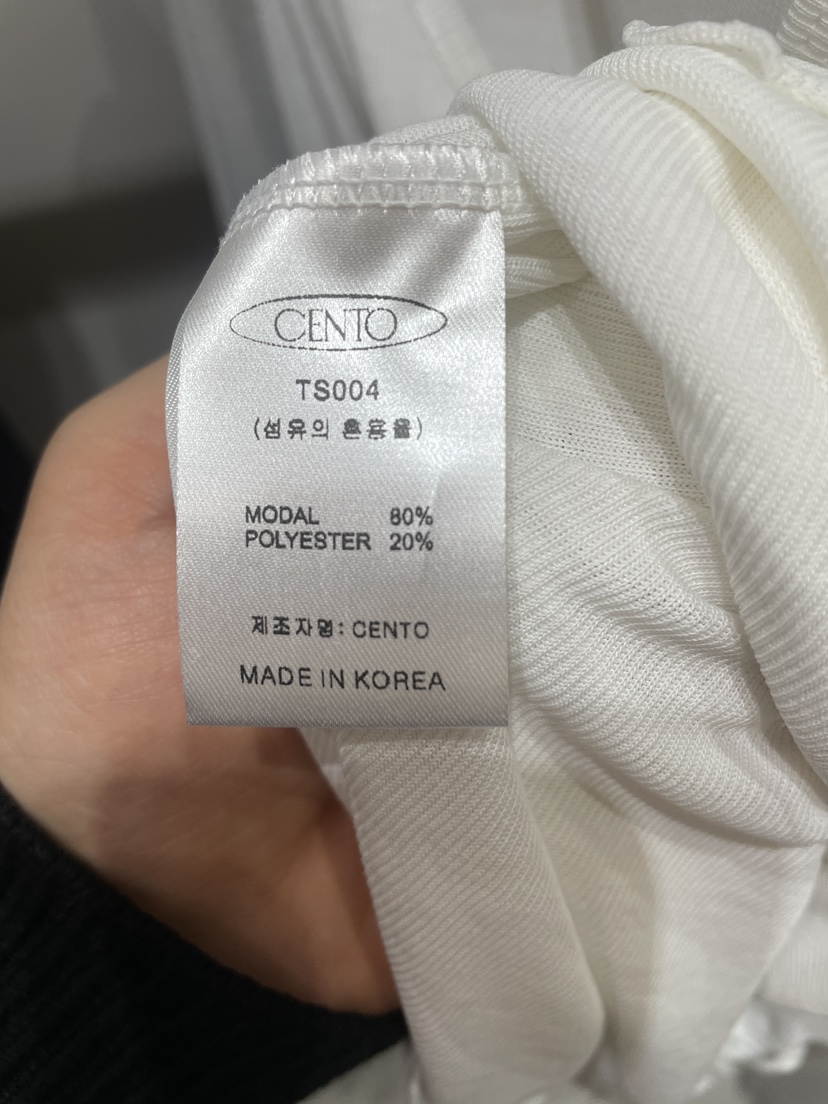 CENTO
TS004
(섬유의 혼용율)
MODAL 80%
POLYESTER 20%
제조자명: CENTO
MADE IN KOREA